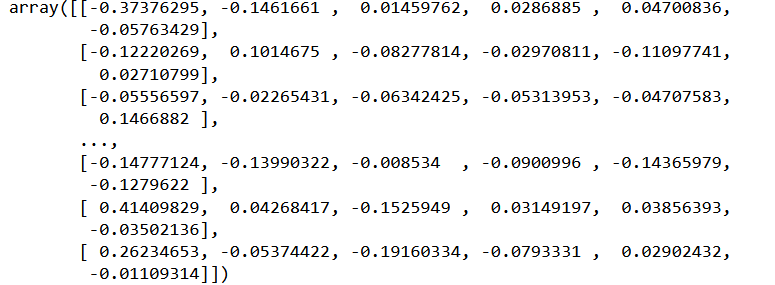 array([[-0.37376295, -0.1461661 ,  0.01459762,  0.0286885 ,  0.04700836,
        -0.05763429],
       [-0.12220269,  0.1014675 , -0.08277814, -0.02970811, -0.11097741,
         0.02710799],
       [-0.05556597, -0.02265431, -0.06342425, -0.05313953, -0.04707583,
         0.1466882 ],
       ...,
       [-0.14777124, -0.13990322, -0.008534  , -0.0900996 , -0.14365979,
        -0.1279622 ],
       [ 0.41409829,  0.04268417, -0.1525949 ,  0.03149197,  0.03856393,
        -0.03502136],
       [ 0.26234653, -0.05374422, -0.19160334, -0.0793331 ,  0.02902432,
        -0.01109314]])